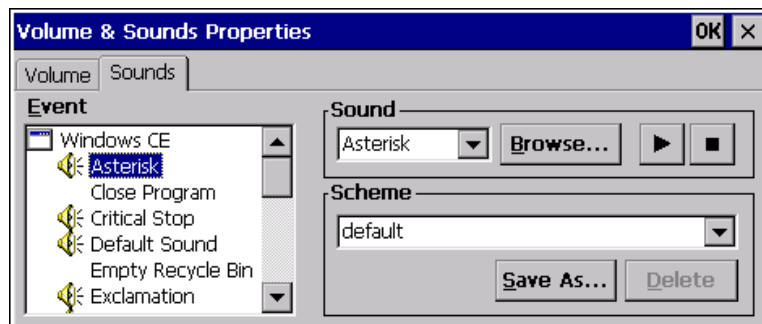 Volume & Sounds Properties OK ×
Volume Sounds
Event
Windows CE
Asterisk
Close Program
Critical Stop
Default Sound
Empty Recycle Bin
Exclamation
Sound
Asterisk Browse...
Scheme
default
Save As... Delete